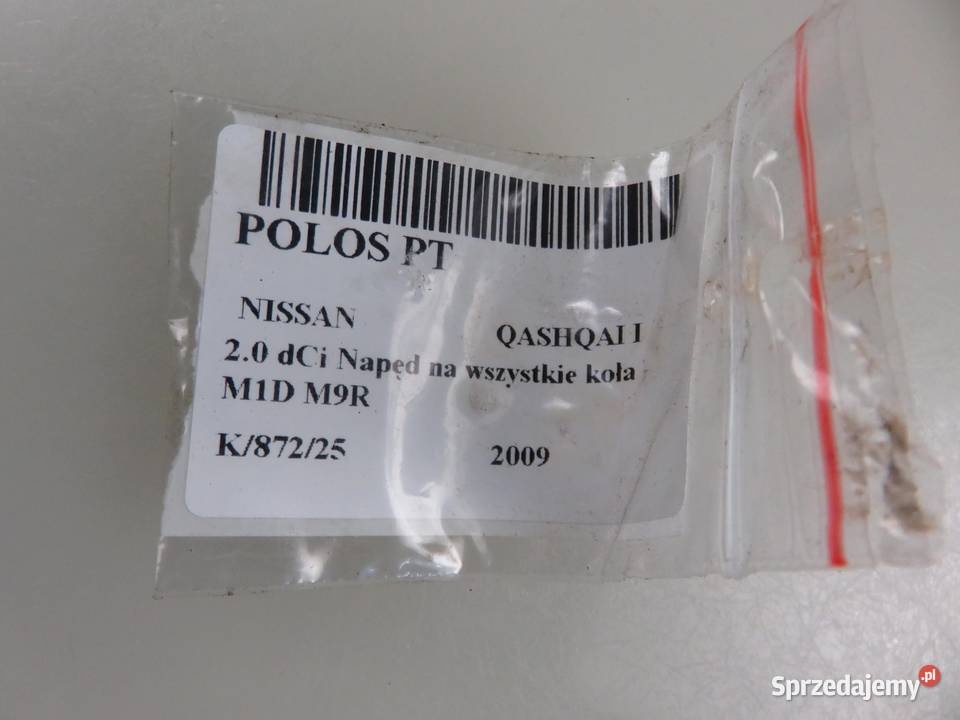 POLOS PT
NISSAN QASHQAI I
2.0 dCi Napęd na wszystkie koła
M1D M9R
K/872/25 2009
Sprzedajemy.pl